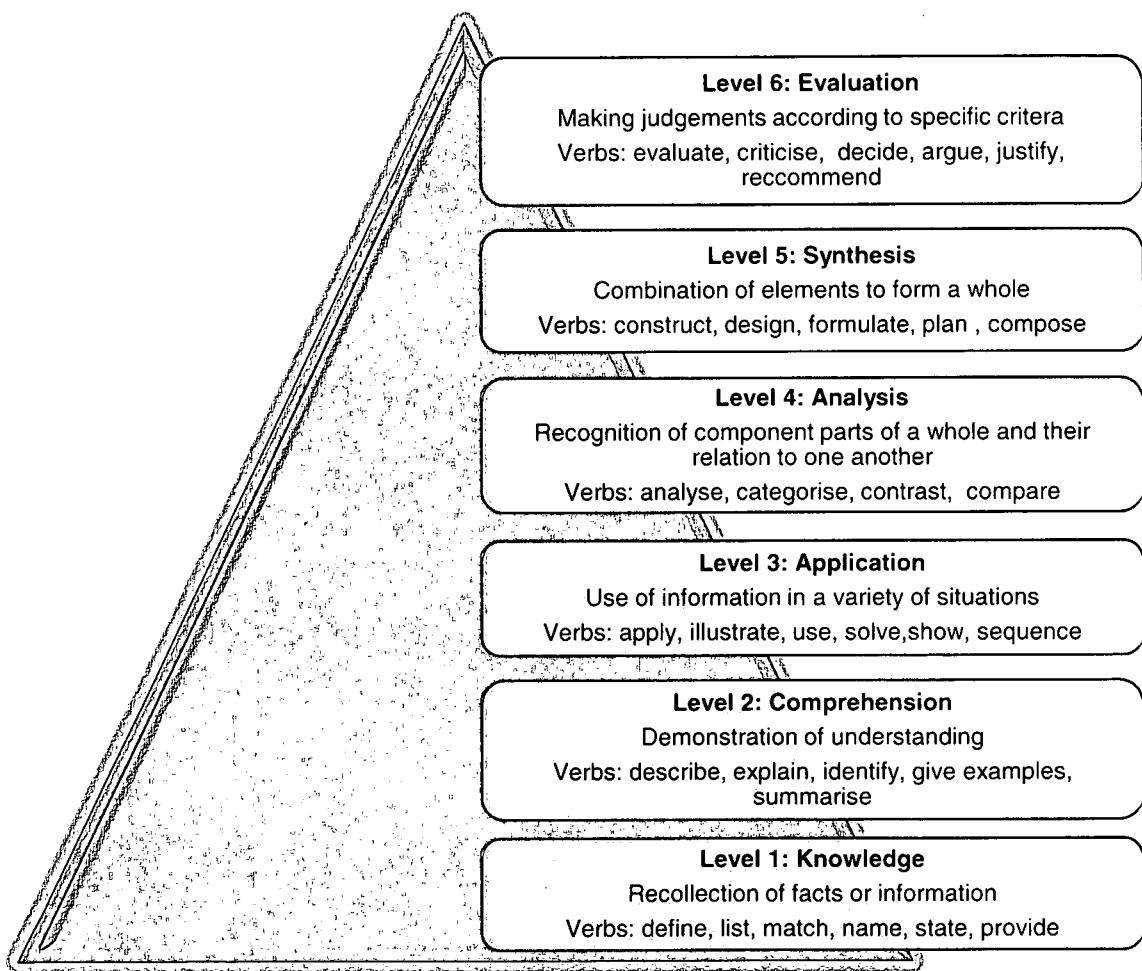 Level 6: Evaluation
Making judgements according to specific critera
Verbs: evaluate, criticise, decide, argue, justify,
reccommend
Level 5: Synthesis
Combination of elements to form a whole
Verbs: construct, design, formulate, plan , compose
Level 4: Analysis
Recognition of component parts of a whole and their
relation to one another
Verbs: analyse, categorise, contrast, compare
Level 3: Application
Use of information in a variety of situations
Verbs: apply, illustrate, use, solve,show, sequence
Level 2: Comprehension
Demonstration of understanding
Verbs: describe, explain, identify, give examples,
summarise
Level 1: Knowledge
Recollection of facts or information
Verbs: define, list, match, name, state, provide